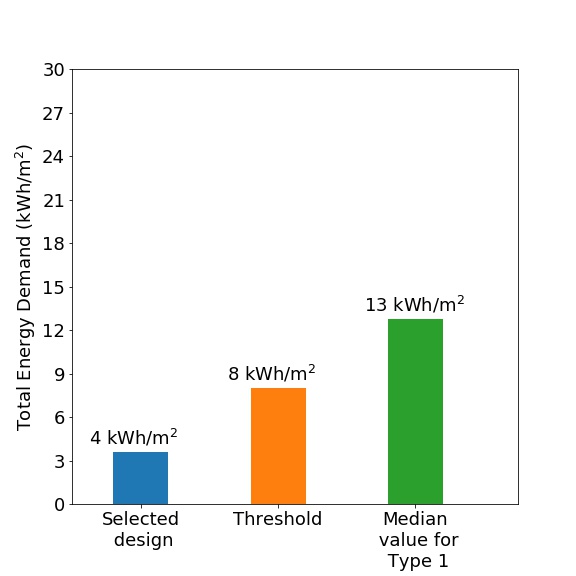 30
27
24
21
18
15
12
9
6
3
0
Total Energy Demand (kWh/m²)
4 kWh/m²
8 kWh/m²
13 kWh/m²
Selected
design
Threshold
Median
value for
Type 1